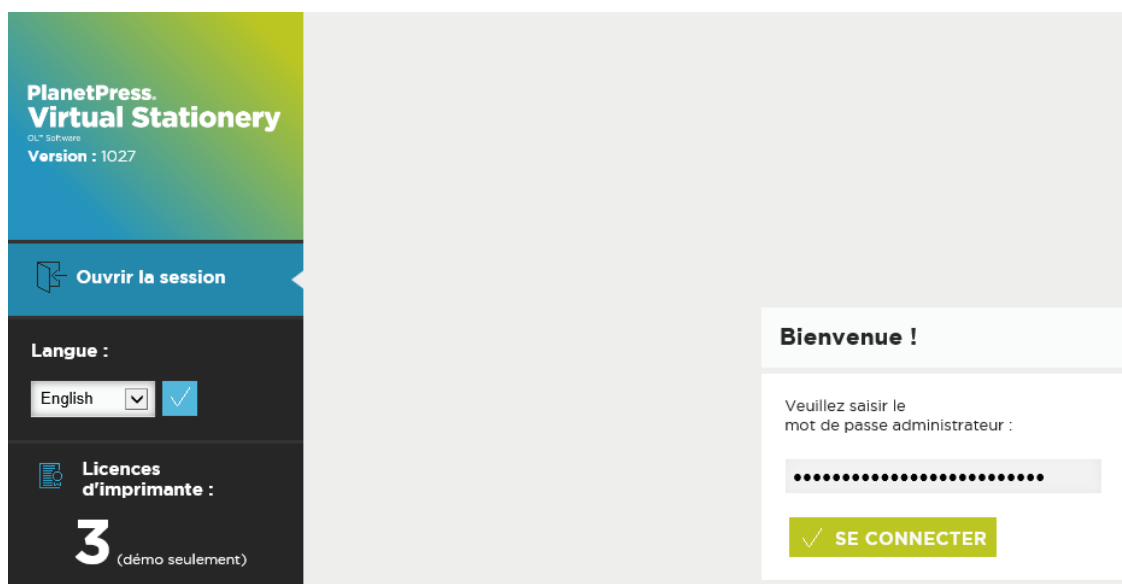 PlanetPress.
Virtual Stationery
OL™ Software
Version : 1027
Ouvrir la session
Langue :
English
Licences
d'imprimante :
3 (démo seulement)
Bienvenue !
Veuillez saisir le
mot de passe administrateur :
••••••••••••••••••••••••••
SE CONNECTER